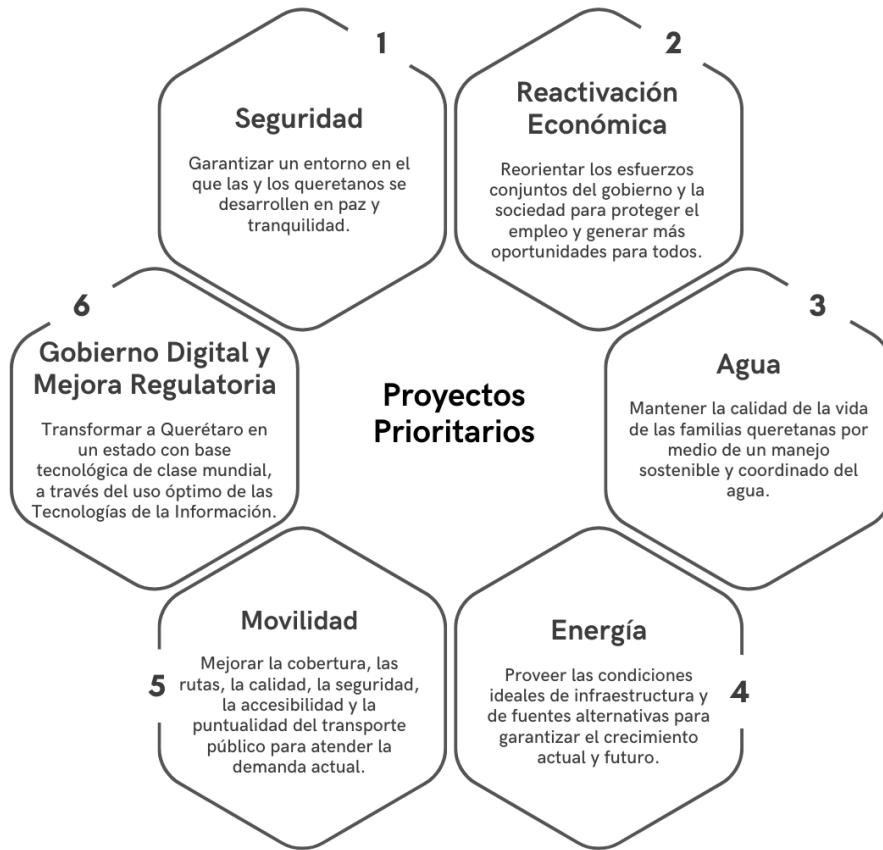 1
Seguridad
Garantizar un entorno en el
que las y los queretanos se
desarrollen en paz y
tranquilidad.
2
Reactivación
Económica
Reorientar los esfuerzos
conjuntos del gobierno y la
sociedad para proteger el
empleo y generar más
oportunidades para todos.
Proyectos
Prioritarios
3
Agua
Mantener la calidad de la vida
de las familias queretanas por
medio de un manejo
sostenible y coordinado del
agua.
4
Energía
Proveer las condiciones
ideales de infraestructura y
de fuentes alternativas para
garantizar el crecimiento
actual y futuro.
5
Movilidad
Mejorar la cobertura, las
rutas, la calidad, la seguridad,
la accesibilidad y la
puntualidad del transporte
público para atender la
demanda actual.
6
Gobierno Digital y
Mejora Regulatoria
Transformar a Querétaro en
un estado con base
tecnológica de clase mundial,
a través del uso óptimo de las
Tecnologías de la Información.